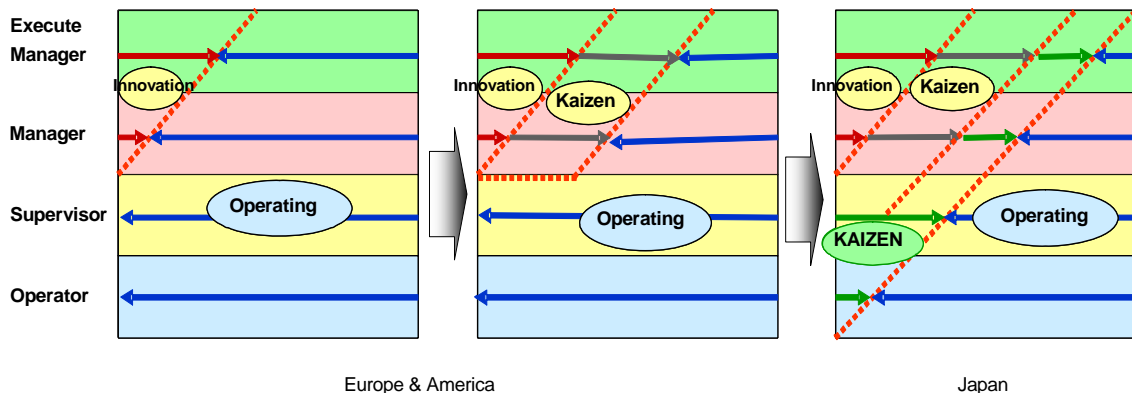 Execute
Manager
Innovation
Innovation
Kaizen
Innovation
Kaizen
Manager
Supervisor
Operating
Operating
KAIZEN
Operating
Operator
Europe & America
Japan